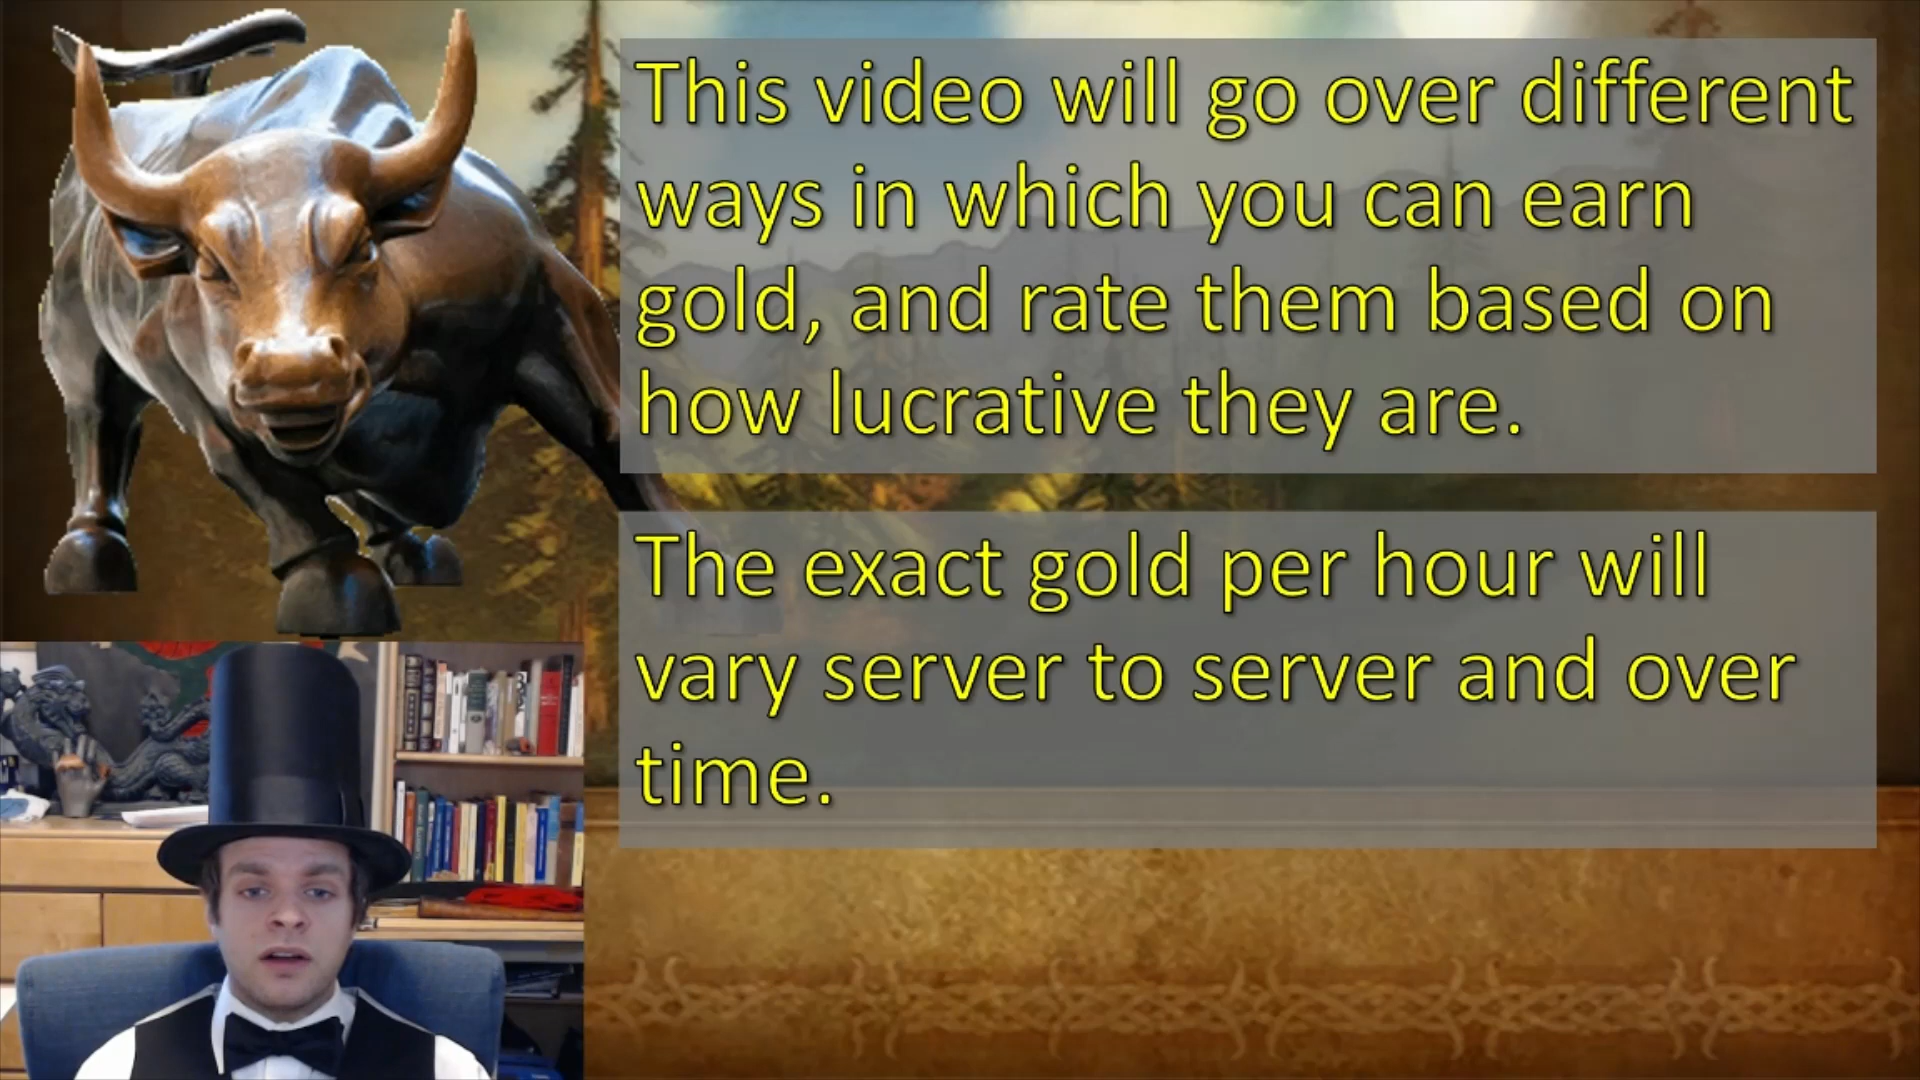 This video will go over different
ways in which you can earn
gold, and rate them based on
how lucrative they are.
The exact gold per hour will
vary server to server and over
time.